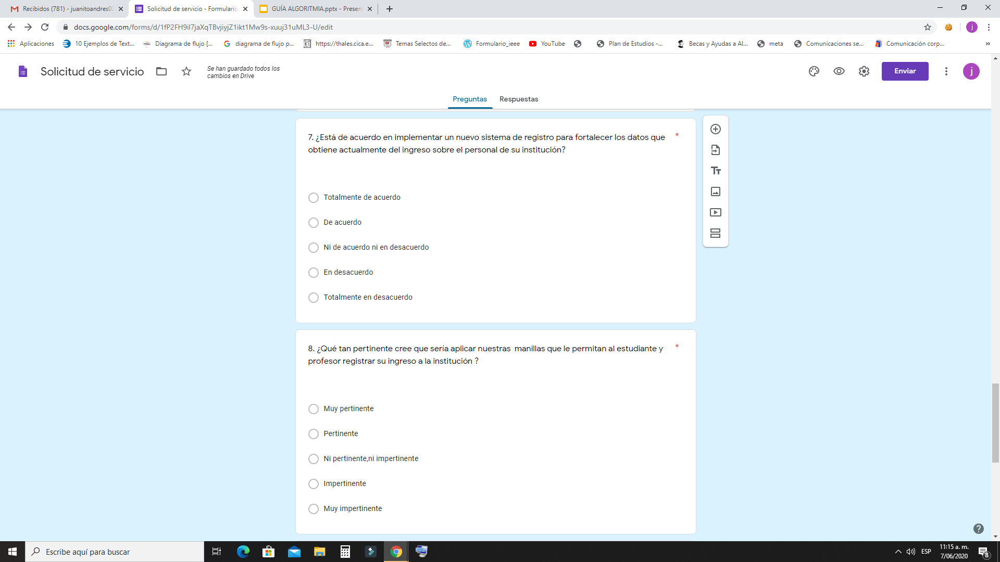 Recibidos (781) - juanitoandres02
Solicitud de servicio - Formulario
GUÍA ALGORITMIA.pptx - Present
docs.google.com/forms/d/1fP2FH9il7jaXqTBvjiyjZ1ikt1Mw9s-xuuj31uML3-U/edit
j
Aplicaciones
10 Ejemplos de Text...
Diagrama de flujo [...
diagrama de flujo p...
https://thales.cica.e...
Temas Selectos de...
Formulario_ieee
YouTube
Plan de Estudios -...
Becas y Ayudas a Al...
meta
Comunicaciones se...
Comunicación corp...
»
Solicitud de servicio
Se han guardado todos los
cambios en Drive
Enviar
j
Preguntas
Respuestas
7. ¿Está de acuerdo en implementar un nuevo sistema de registro para fortalecer los datos que *
obtiene actualmente del ingreso sobre el personal de su institución?
Totalmente de acuerdo
De acuerdo
Ni de acuerdo ni en desacuerdo
En desacuerdo
Totalmente en desacuerdo
8. ¿Qué tan pertinente cree que sería aplicar nuestras  manillas que le permitan al estudiante y *
profesor registrar su ingreso a la institución ?
Muy pertinente
Pertinente
Ni pertinente,ni impertinente
Impertinente
Muy impertinente
Escribe aquí para buscar
ESP
11:15 a. m.
7/06/2020
8